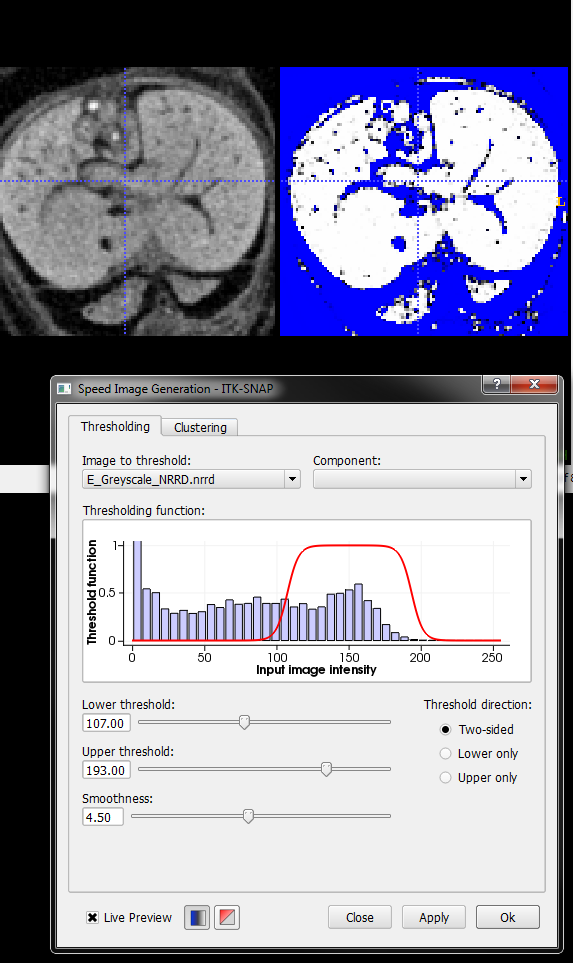 Speed Image Generation - ITK-SNAP
?
Thresholding
Clustering
Image to threshold:
Component:
E_Greyscale_NRRD.nrrd
Thresholding function:
Threshold function
1
0.5
0
0
50
100
150
200
250
Input image intensity
Lower threshold:
107.00
Upper threshold:
193.00
Smoothness:
4.50
Threshold direction:
Two-sided
Lower only
Upper only
Live Preview
Close
Apply
Ok